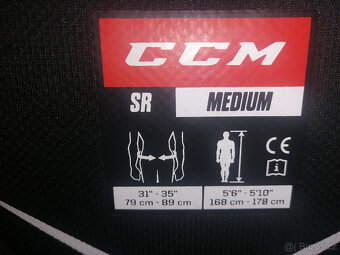 CCM
SR MEDIUM
CE
i
31" - 35" 5'6" - 5'10"
79 cm - 89 cm 168 cm - 178 cm